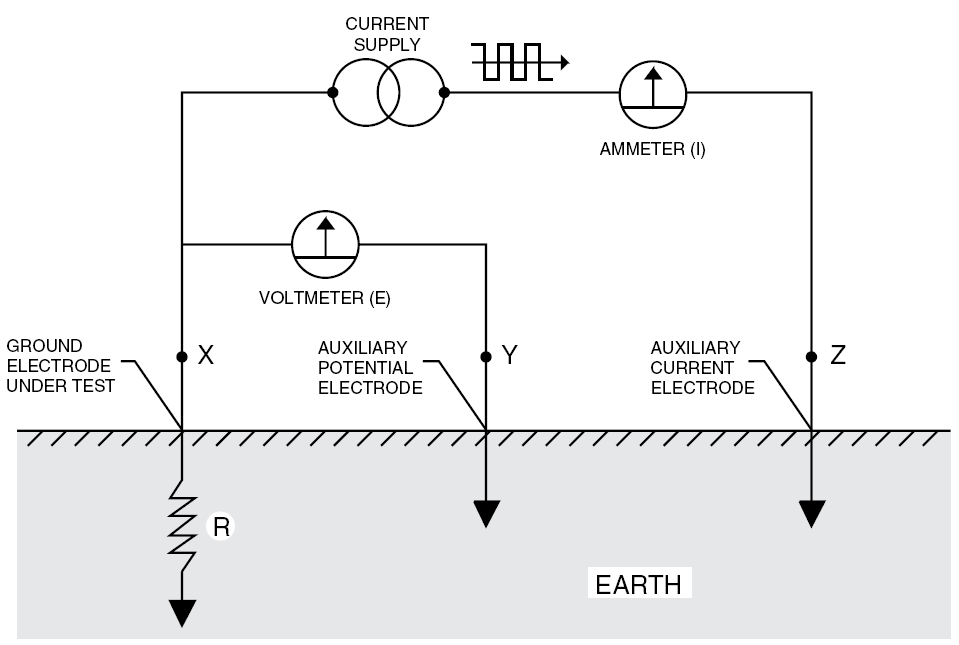 CURRENT
SUPPLY
AMMETER (I)
VOLTMETER (E)
GROUND
ELECTRODE
UNDER TEST
X
AUXILIARY
POTENTIAL
ELECTRODE
Y
AUXILIARY
CURRENT
ELECTRODE
Z
R
EARTH